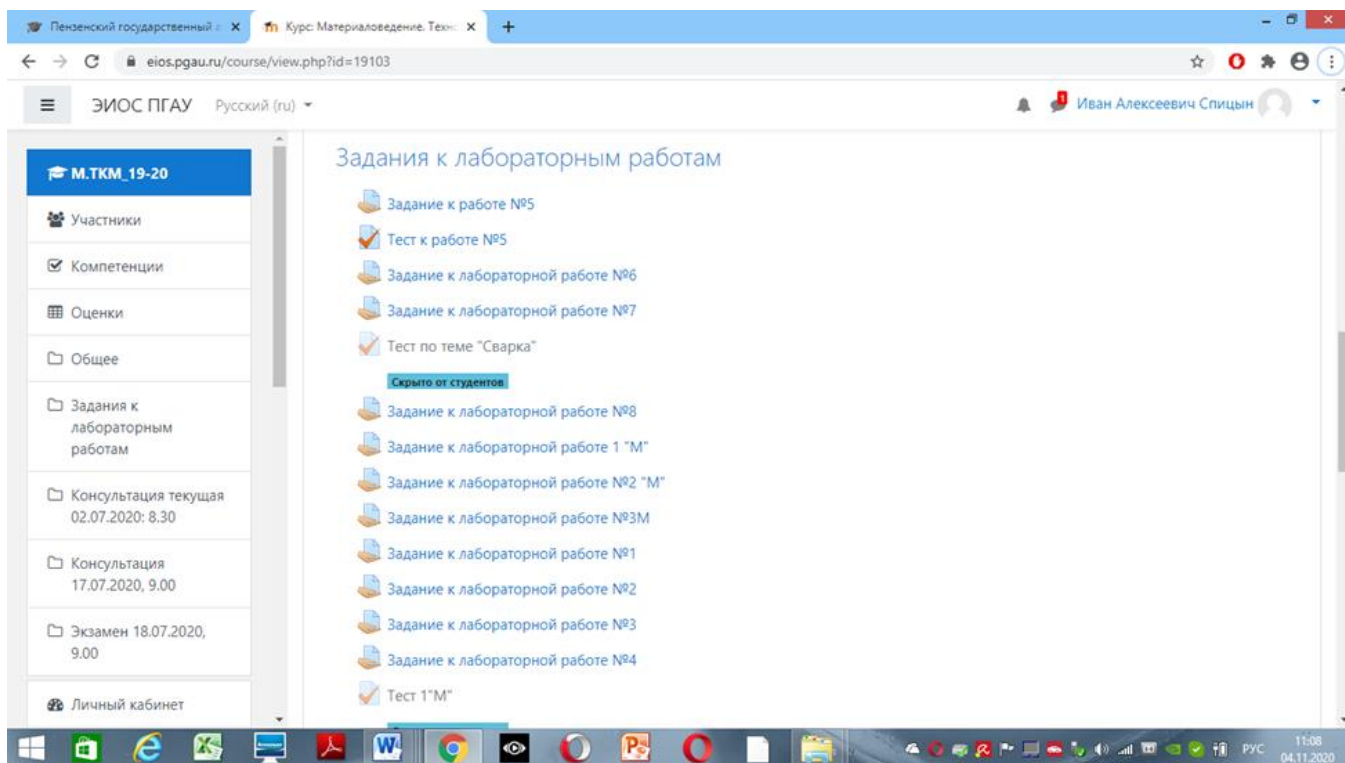 Пензенский государственный а
Курс: Материаловедение. Техно
eios.pgau.ru/course/view.php?id=19103
ЭИОС ПГАУ Русский (ru)
1
Иван Алексеевич Спицын
М.ТКМ_19-20
Участники
Компетенции
Оценки
Общее
Задания к
лабораторным
работам
Консультация текущая
02.07.2020: 8.30
Консультация
17.07.2020, 9.00
Экзамен 18.07.2020,
9.00
Личный кабинет
Задания к лабораторным работам
Задание к работе №5
Тест к работе №5
Задание к лабораторной работе №6
Задание к лабораторной работе №7
Тест по теме "Сварка"
Скрыто от студентов
Задание к лабораторной работе №8
Задание к лабораторной работе 1 "М"
Задание к лабораторной работе №2 "М"
Задание к лабораторной работе №3М
Задание к лабораторной работе №1
Задание к лабораторной работе №2
Задание к лабораторной работе №3
Задание к лабораторной работе №4
Тест 1"М"
РУС
11:08
04.11.2020